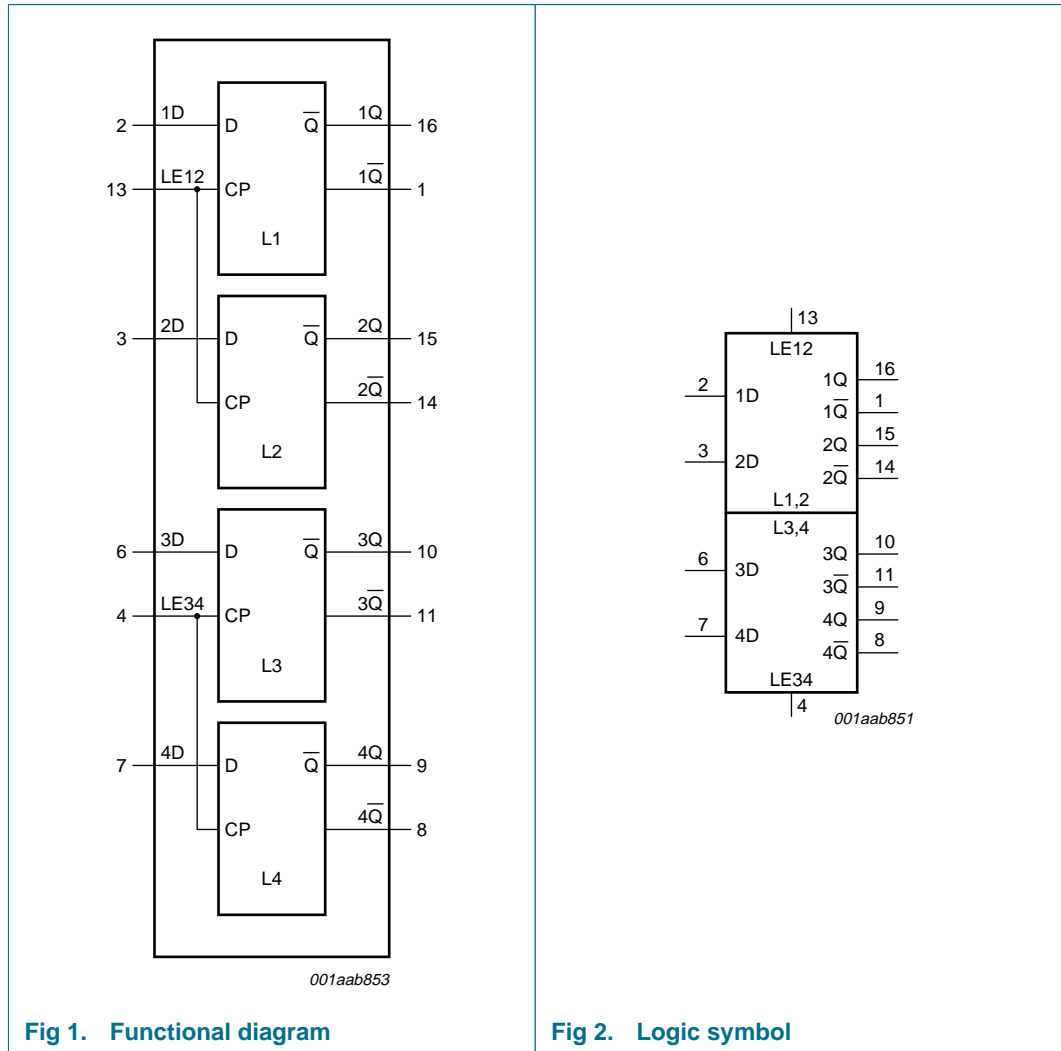 1D
1Q
2
D
Q̅
16
LE12
1Q̅
13
CP
1
L1
2D
2Q
3
D
Q̅
15
2Q̅
CP
14
L2
3D
3Q
6
D
Q̅
10
LE34
3Q̅
4
CP
11
L3
4D
4Q
7
D
Q̅
9
4Q̅
CP
8
L4
001aab853
Fig 1. Functional diagram
13
LE12
16
2
1Q
1D
1
1Q̅
15
3
2Q
2D
14
2Q̅
L1,2
L3,4
10
3Q
6
11
3D
3Q̅
9
4Q
7
8
4D
4Q̅
LE34
4
001aab851
Fig 2. Logic symbol